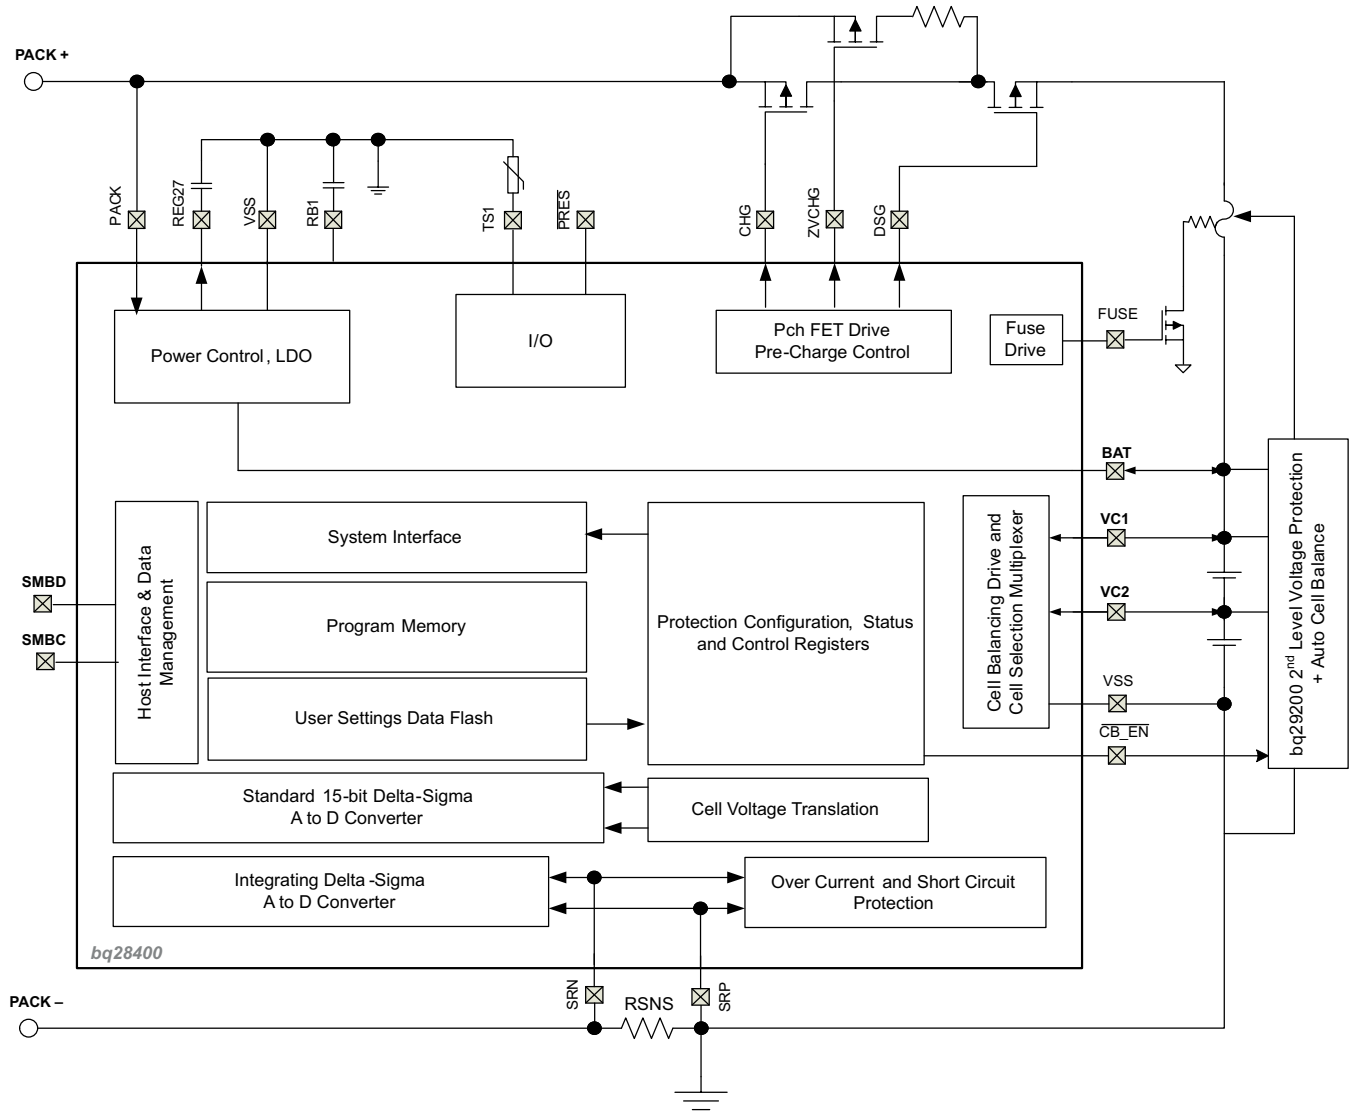 PACK +
PACK
REG27
VSS
RB1
TS1
PRES
CHG
ZVCHG
DSG
FUSE
Power Control, LDO
I/O
Pch FET Drive
Pre-Charge Control
Fuse
Drive
BAT
VC1
VC2
VSS
CB_EN
SMBD
SMBC
Host Interface & Data
Management
System Interface
Program Memory
User Settings Data Flash
Protection Configuration, Status
and Control Registers
Cell Balancing Drive and
Cell Selection Multiplexer
bq29200 2nd Level Voltage Protection
+ Auto Cell Balance
Standard 15-bit Delta-Sigma
A to D Converter
Cell Voltage Translation
Integrating Delta-Sigma
A to D Converter
Over Current and Short Circuit
Protection
bq28400
SRN
RSNS
SRP
PACK –